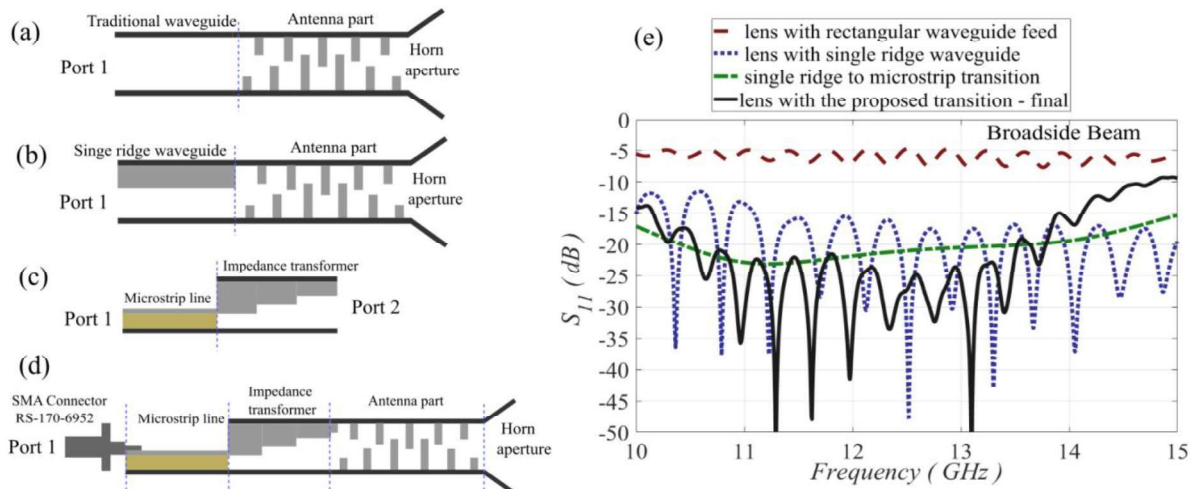 (a)
Traditional waveguide
Antenna part
Port 1
Horn
aperture
(b)
Singe ridge waveguide
Antenna part
Port 1
Horn
aperture
(c)
Impedance transformer
Microstrip line
Port 1
Port 2
(d)
SMA Connector
RS-170-6952
Microstrip line
Impedance
transformer
Antenna part
Port 1
Horn
aperture
(e)
lens with rectangular waveguide feed
lens with single ridge waveguide
single ridge to microstrip transition
lens with the proposed transition - final
Broadside Beam
0
-5
-10
-15
-20
-25
-30
-35
-40
-45
-50
S11 (dB)
10 11 12 13 14 15
Frequency ( GHz )